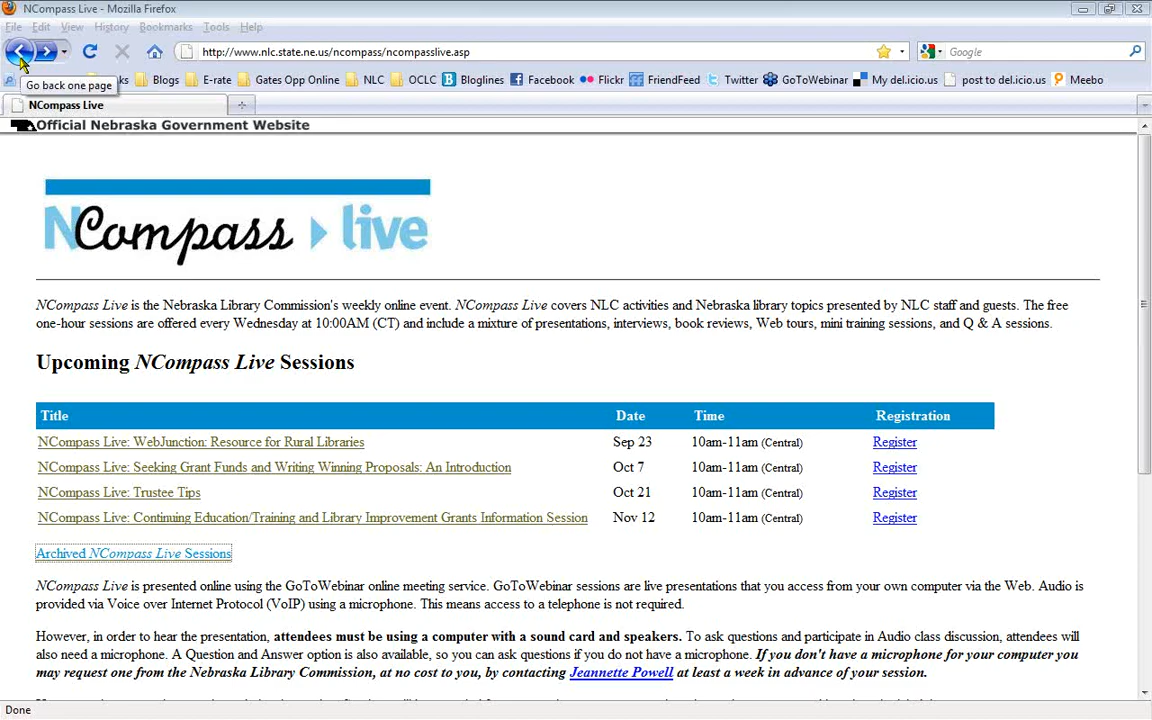 NCompass Live - Mozilla Firefox
File Edit View History Bookmarks Tools Help
http://www.nlc.state.ne.us/ncompass/ncompasslive.asp
Google
Go back one page
Blogs E-rate Gates Opp Online NLC OCLC Bloglines Facebook Flickr FriendFeed Twitter GoToWebinar My del.icio.us post to del.icio.us Meebo
NCompass Live
Official Nebraska Government Website
NCompass live
NCompass Live is the Nebraska Library Commission's weekly online event. NCompass Live covers NLC activities and Nebraska library topics presented by NLC staff and guests. The free
one-hour sessions are offered every Wednesday at 10:00AM (CT) and include a mixture of presentations, interviews, book reviews, Web tours, mini training sessions, and Q & A sessions.
Upcoming NCompass Live Sessions
Title Date Time Registration
NCompass Live: WebJunction: Resource for Rural Libraries Sep 23 10am-11am (Central) Register
NCompass Live: Seeking Grant Funds and Writing Winning Proposals: An Introduction Oct 7 10am-11am (Central) Register
NCompass Live: Trustee Tips Oct 21 10am-11am (Central) Register
NCompass Live: Continuing Education/Training and Library Improvement Grants Information Session Nov 12 10am-11am (Central) Register
Archived NCompass Live Sessions
NCompass Live is presented online using the GoToWebinar online meeting service. GoToWebinar sessions are live presentations that you access from your own computer via the Web. Audio is
provided via Voice over Internet Protocol (VoIP) using a microphone. This means access to a telephone is not required.
However, in order to hear the presentation, attendees must be using a computer with a sound card and speakers. To ask questions and participate in Audio class discussion, attendees will
also need a microphone. A Question and Answer option is also available, so you can ask questions if you do not have a microphone. If you don't have a microphone for your computer you
may request one from the Nebraska Library Commission, at no cost to you, by contacting Jeannette Powell at least a week in advance of your session.
Done